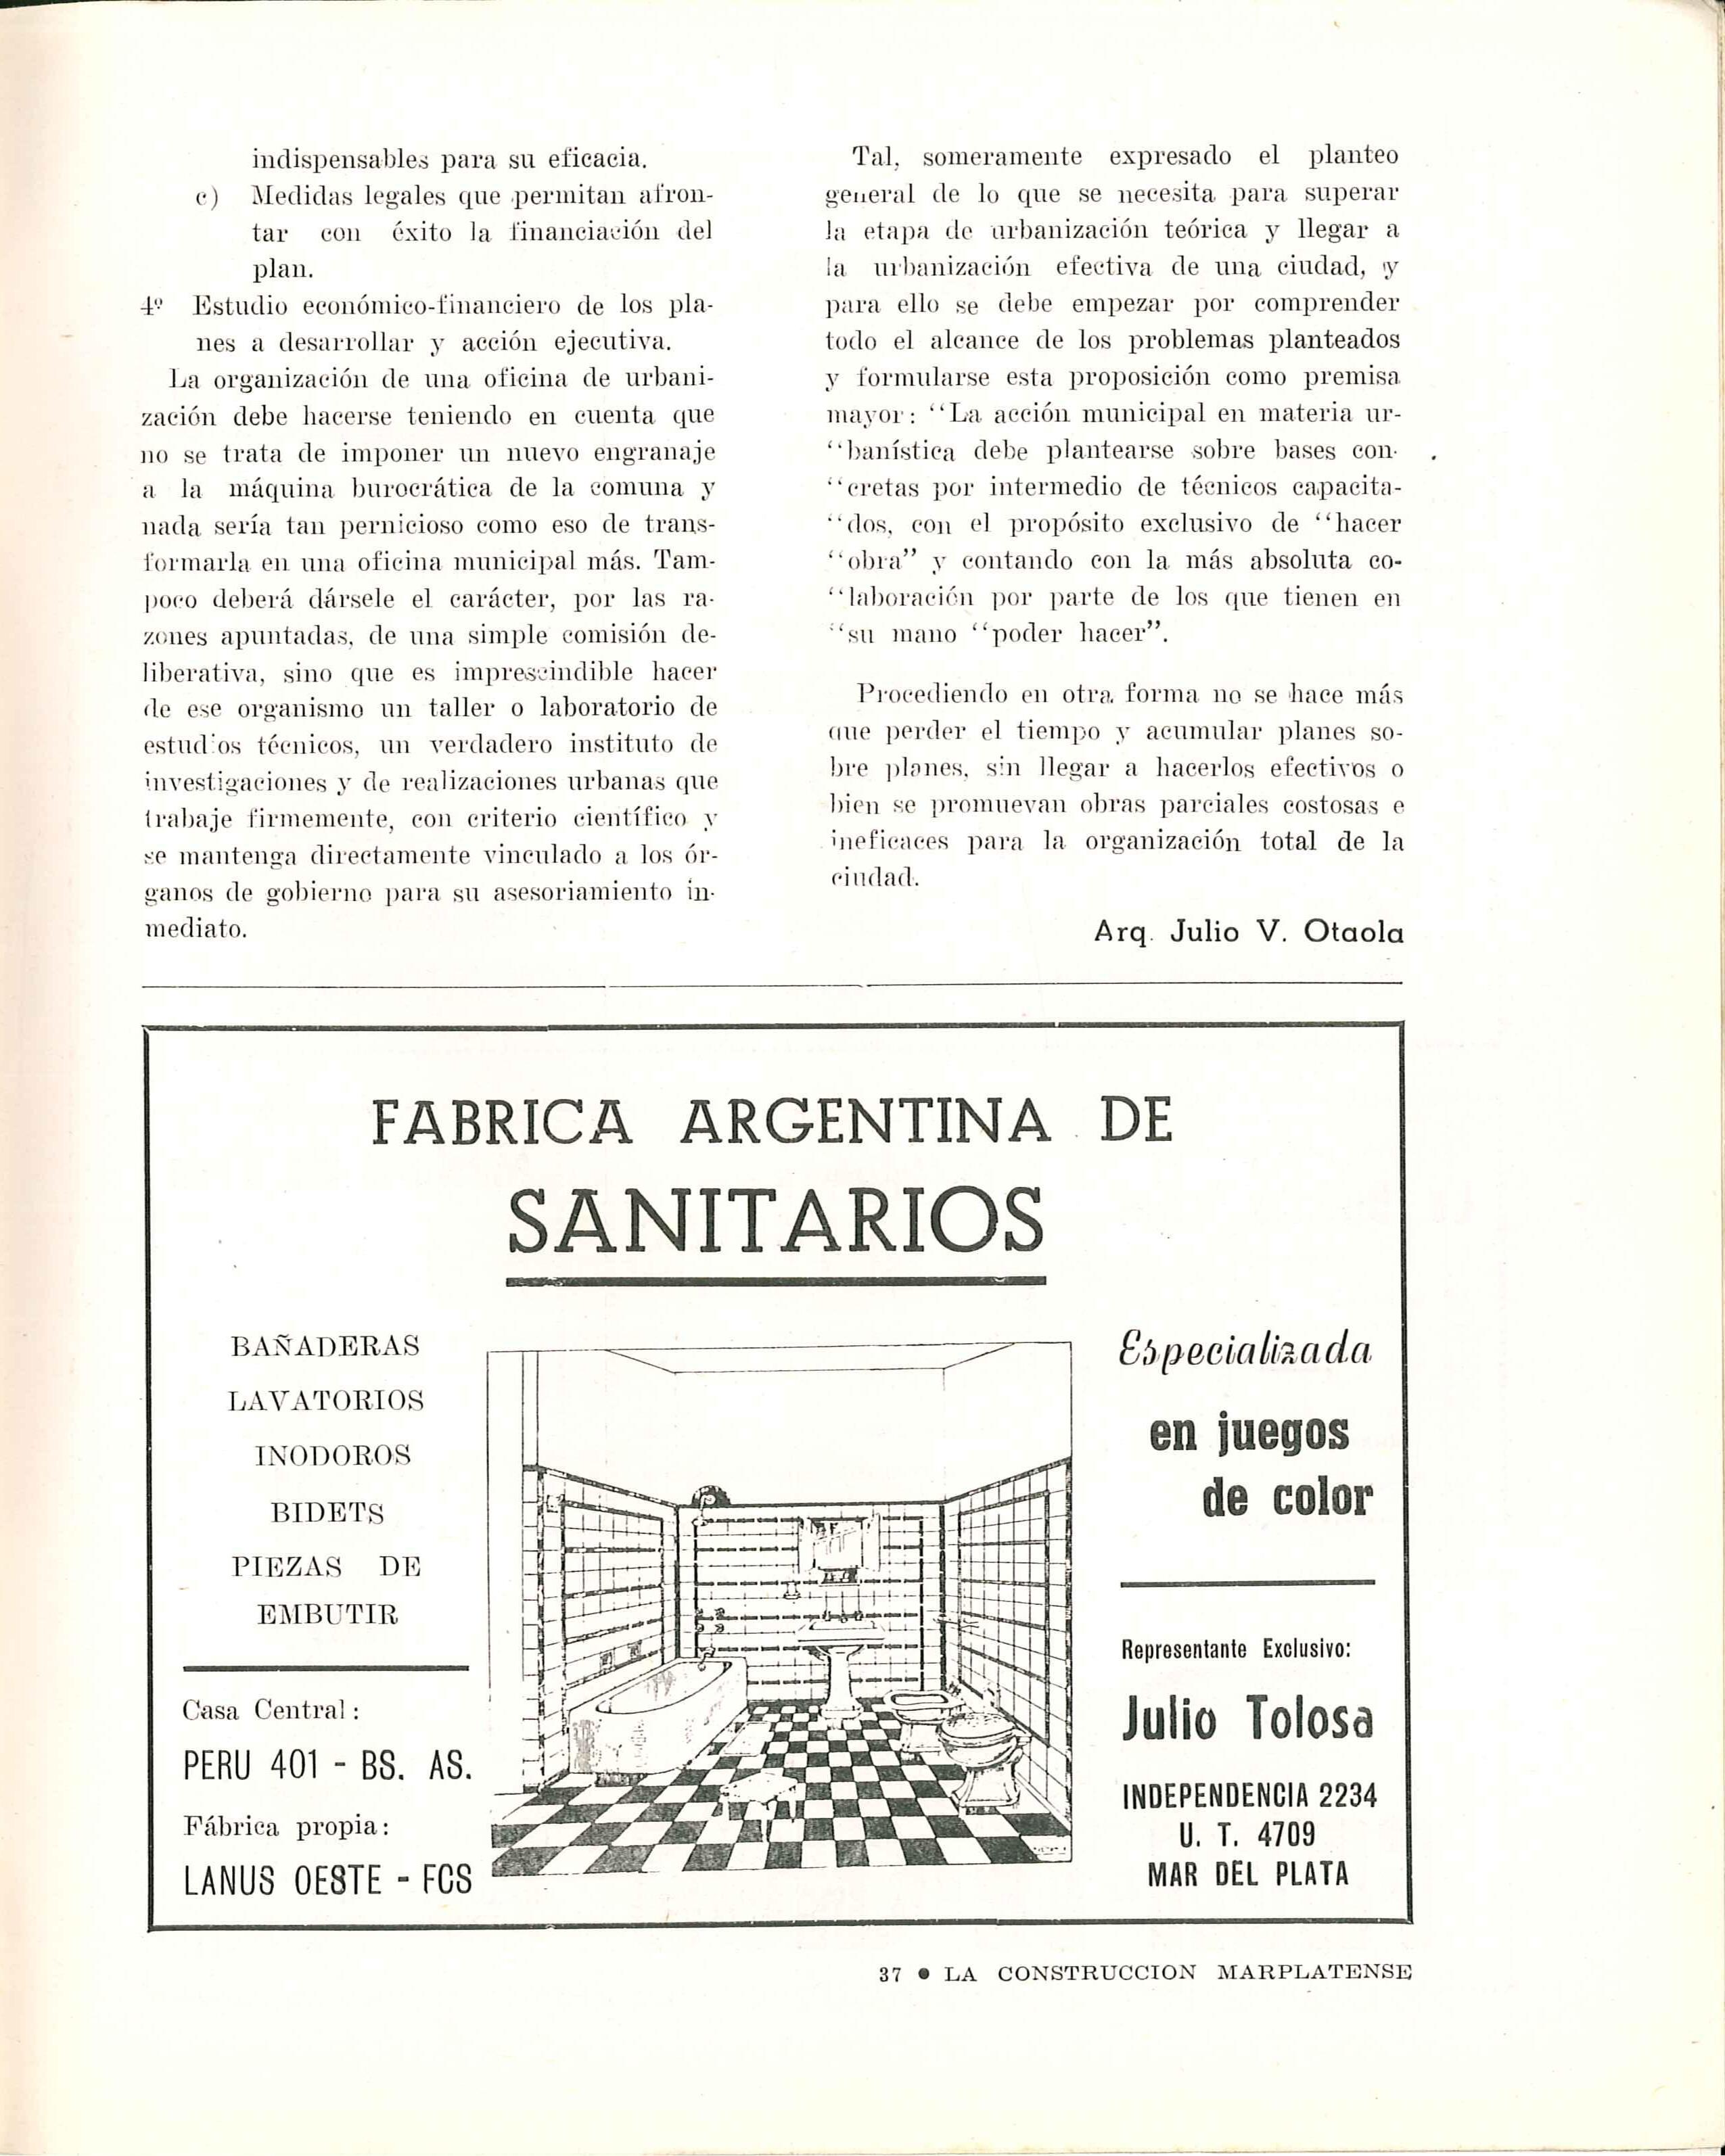 indispensables para su eficacia.
c) Medidas legales que permitan afron-
tar con éxito la financiación del
plan.
4º Estudio económico-financiero de los pla-
nes a desarrollar y acción ejecutiva.
La organización de una oficina de urbani-
zación debe hacerse teniendo en cuenta que
no se trata de imponer un nuevo engranaje
a la máquina burocrática de la comuna y
nada sería tan pernicioso como eso de trans-
formarla en una oficina municipal más. Tam-
poco deberá dársele el carácter, por las ra-
zones apuntadas, de una simple comisión de-
liberativa, sino que es imprescindible hacer
de ese organismo un taller o laboratorio de
estudios técnicos, un verdadero instituto de
investigaciones y de realizaciones urbanas que
trabaje firmemente, con criterio científico y
se mantenga directamente vinculado a los ór-
ganos de gobierno para su asesoriamiento in-
mediato.
Tal, someramente expresado el planteo
general de lo que se necesita para superar
la etapa de urbanización teórica y llegar a
la urbanización efectiva de una ciudad, y
para ello se debe empezar por comprender
todo el alcance de los problemas planteados
y formularse esta proposición como premisa
mayor: “La acción municipal en materia ur-
“banística debe plantearse sobre bases con-
“cretas por intermedio de técnicos capacita-
“dos, con el propósito exclusivo de “hacer
“obra” y contando con la más absoluta co-
“laboración por parte de los que tienen en
“su mano “poder hacer”.
Procediendo en otra forma no se hace más
que perder el tiempo y acumular planes so-
bre planes, sin llegar a hacerlos efectivos o
bien se promuevan obras parciales costosas e
ineficaces para la organización total de la
ciudad.
Arq. Julio V. Otaola
FABRICA ARGENTINA DE
SANITARIOS
BAÑADERAS
LAVATORIOS
INODOROS
BIDETS
PIEZAS DE
EMBUTIR
Casa Central:
PERU 401 - BS. AS.
Fábrica propia:
LANUS OESTE - FCS
Especializada
en juegos
de color
Representante Exclusivo:
Julio Tolosa
INDEPENDENCIA 2234
U. T. 4709
MAR DEL PLATA
37 ● LA CONSTRUCCION MARPLATENSE